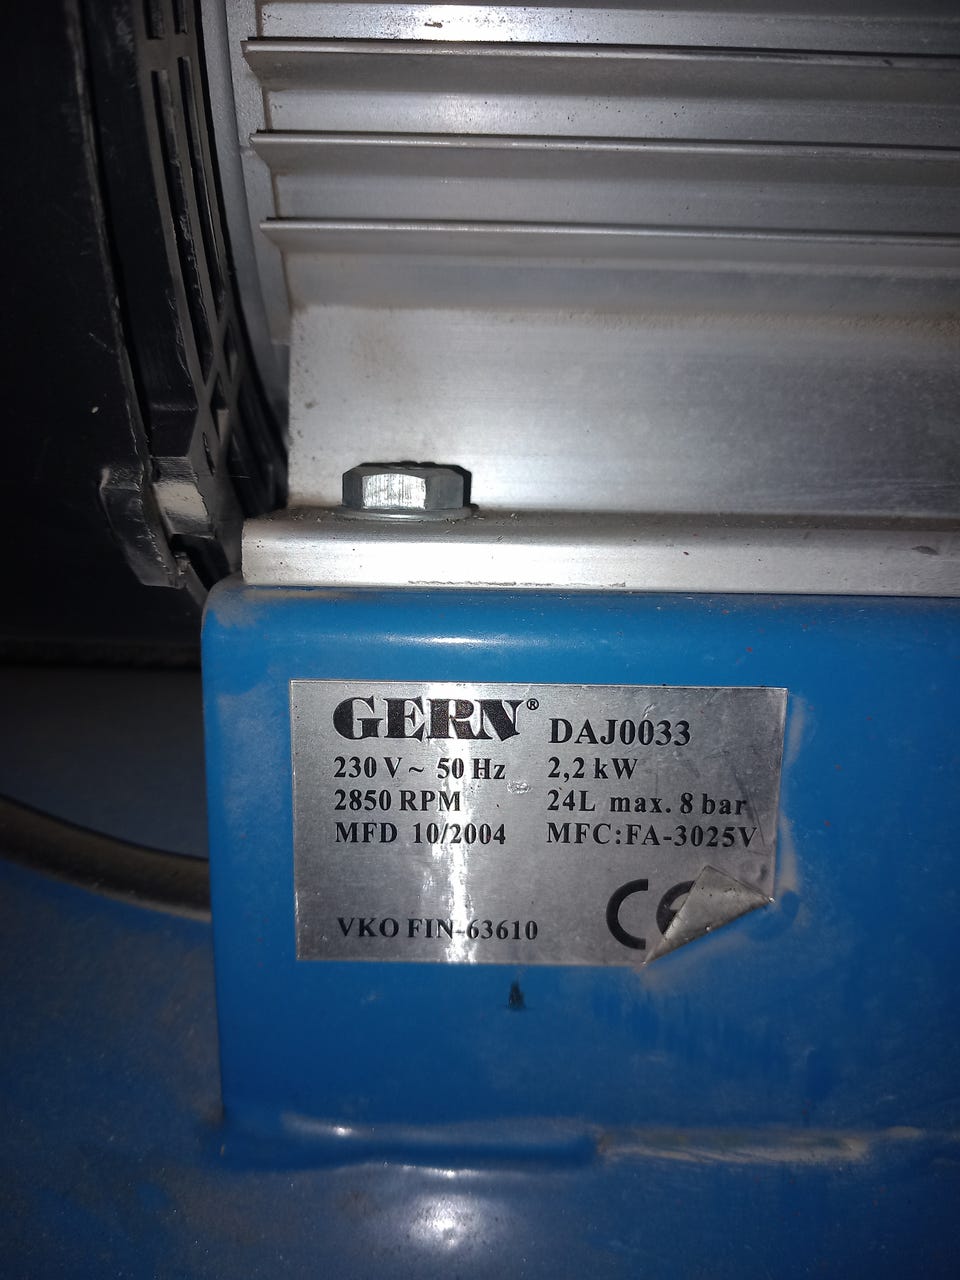 GERN® DAJ0033
230 V ~ 50 Hz 2,2 kW
2850 RPM 24L max. 8 bar
MFD 10/2004 MFC:FA-3025V
VKO FIN-63610 CE